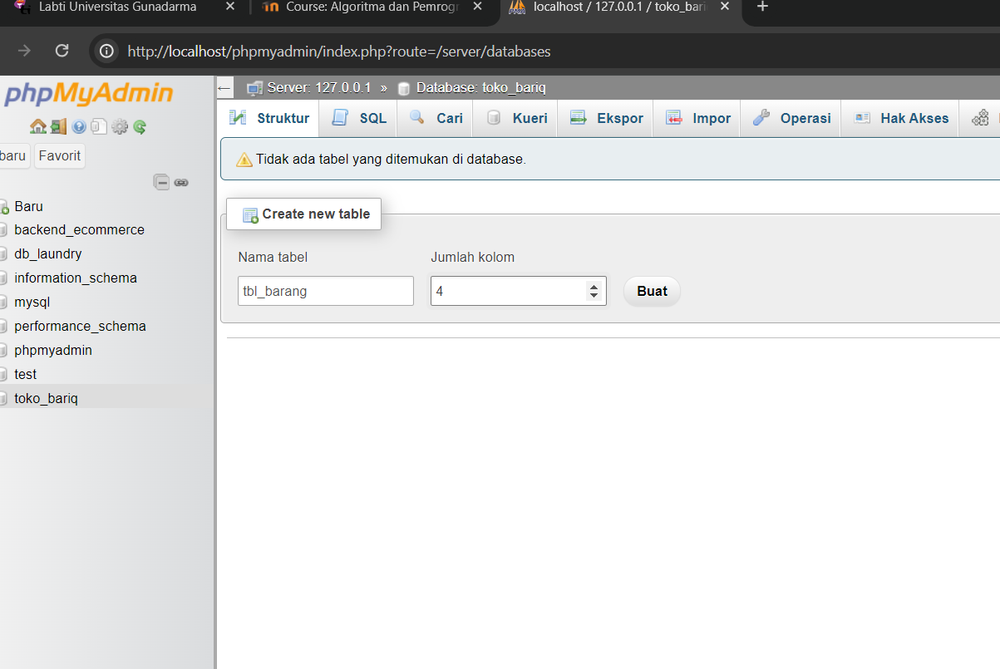 Labti Universitas Gunadarma
Course: Algoritma dan Pemrogr
localhost / 127.0.0.1 / toko_bari
http://localhost/phpmyadmin/index.php?route=/server/databases
phpMyAdmin
Server: 127.0.0.1 » Database: toko_bariq
Struktur SQL Cari Kueri Ekspor Impor Operasi Hak Akses
baru Favorit
Tidak ada tabel yang ditemukan di database.
Baru
backend_ecommerce
db_laundry
information_schema
mysql
performance_schema
phpmyadmin
test
toko_bariq
Create new table
Nama tabel Jumlah kolom
tbl_barang 4 Buat